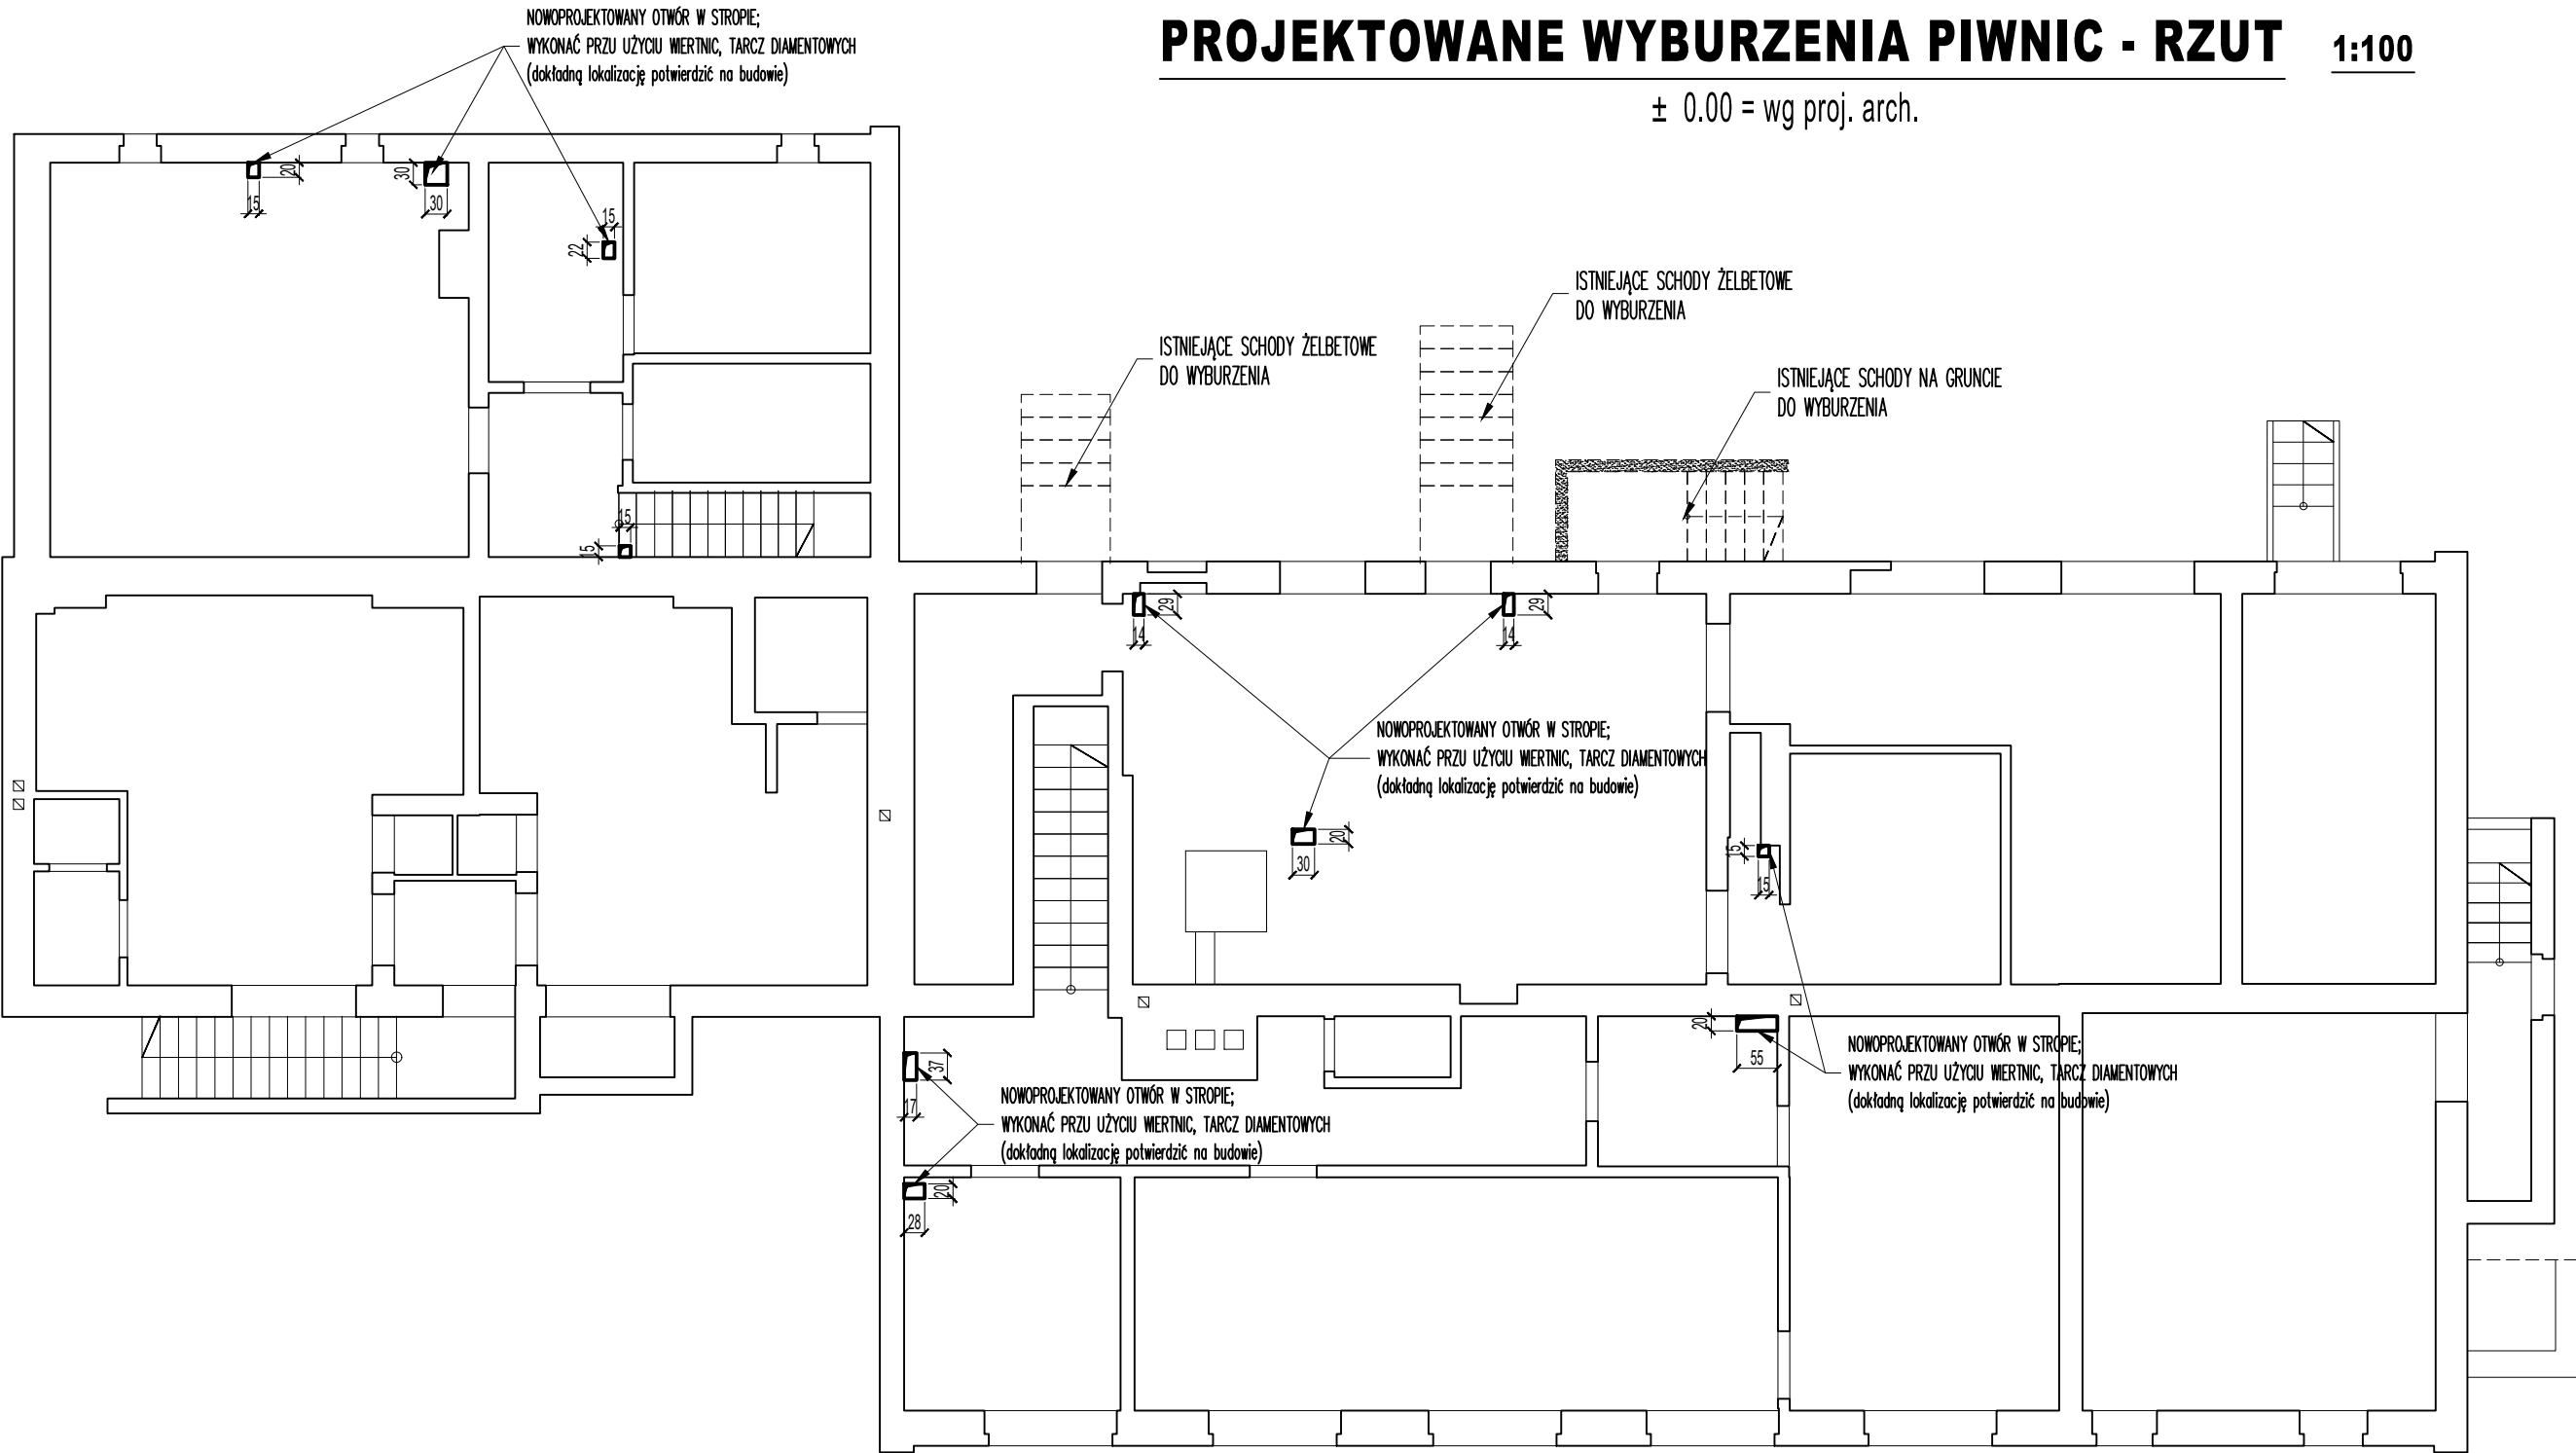 NOWOPROJEKTOWANY OTWÓR W STROPIE;
WYKONAĆ PRZU UŻYCIU WIERTNIC, TARCZ DIAMENTOWYCH
(dokładną lokalizację potwierdzić na budowie)
PROJEKTOWANE WYBURZENIA PIWNIC - RZUT 1:100
± 0.00 = wg proj. arch.
20
15
30
30
15
22
15
15
ISTNIEJĄCE SCHODY ŻELBETOWE
DO WYBURZENIA
ISTNIEJĄCE SCHODY ŻELBETOWE
DO WYBURZENIA
ISTNIEJĄCE SCHODY NA GRUNCIE
DO WYBURZENIA
29
14
29
14
NOWOPROJEKTOWANY OTWÓR W STROPIE;
WYKONAĆ PRZU UŻYCIU WIERTNIC, TARCZ DIAMENTOWYCH
(dokładną lokalizację potwierdzić na budowie)
20
30
15
15
20
55
NOWOPROJEKTOWANY OTWÓR W STROPIE;
WYKONAĆ PRZU UŻYCIU WIERTNIC, TARCZ DIAMENTOWYCH
(dokładną lokalizację potwierdzić na budowie)
37
17
NOWOPROJEKTOWANY OTWÓR W STROPIE;
WYKONAĆ PRZU UŻYCIU WIERTNIC, TARCZ DIAMENTOWYCH
(dokładną lokalizację potwierdzić na budowie)
20
28